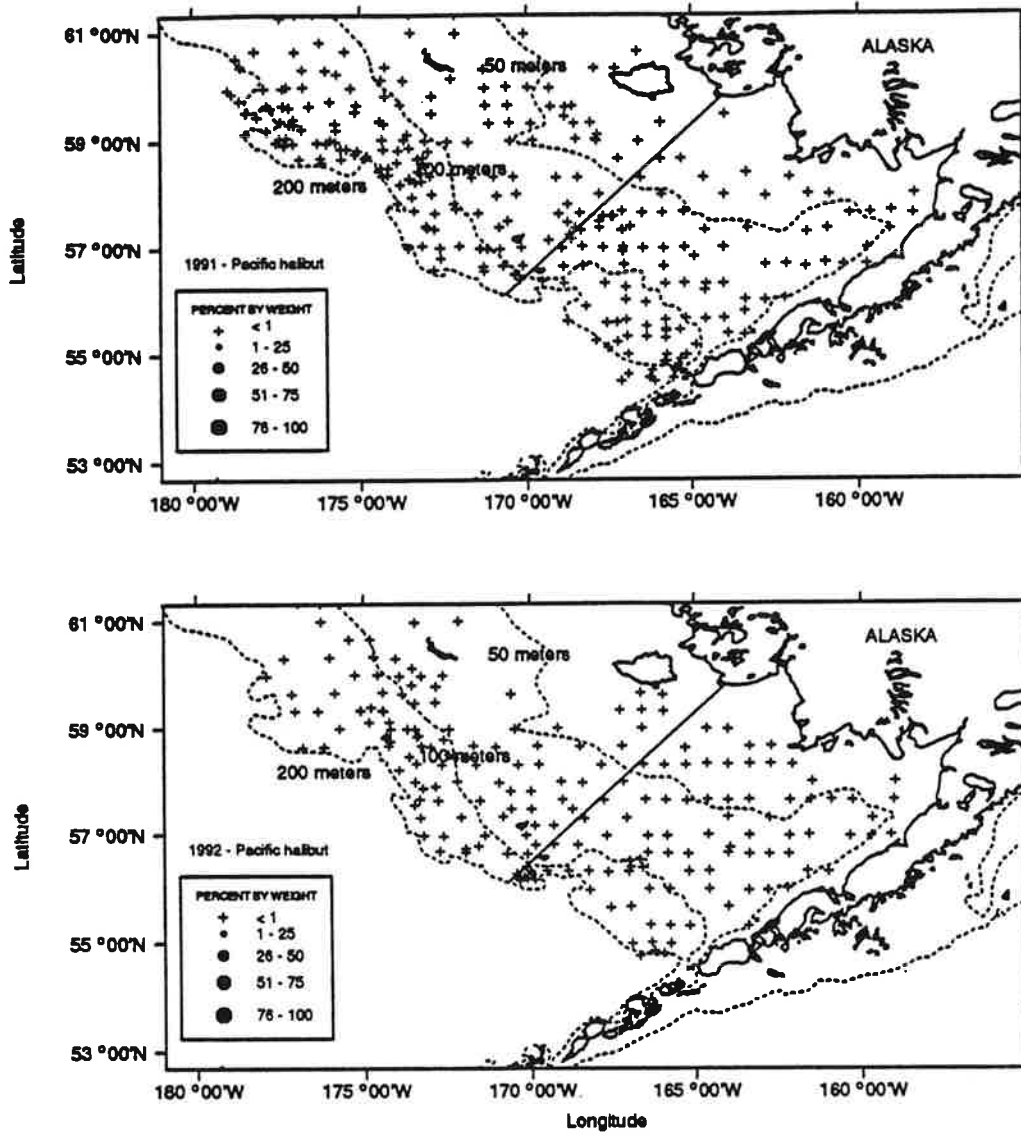 61 °00'N
59 °00'N
57 °00'N
55 °00'N
53 °00'N
Latitude
ALASKA
50 meters
200 meters
00 meters
1991 - Pacific halibut
PERCENT BY WEIGHT
+ < 1
1 - 25
26 - 50
51 - 75
76 - 100
180 °00'W
175 °00'W
170 °00'W
165 °00'W
160 °00'W
61 °00'N
59 °00'N
57 °00'N
55 °00'N
53 °00'N
Latitude
ALASKA
50 meters
100 meters
200 meters
1992 - Pacific halibut
PERCENT BY WEIGHT
+ < 1
1 - 25
26 - 50
51 - 75
76 - 100
180 °00'W
175 °00'W
170 °00'W
165 °00'W
160 °00'W
Longitude